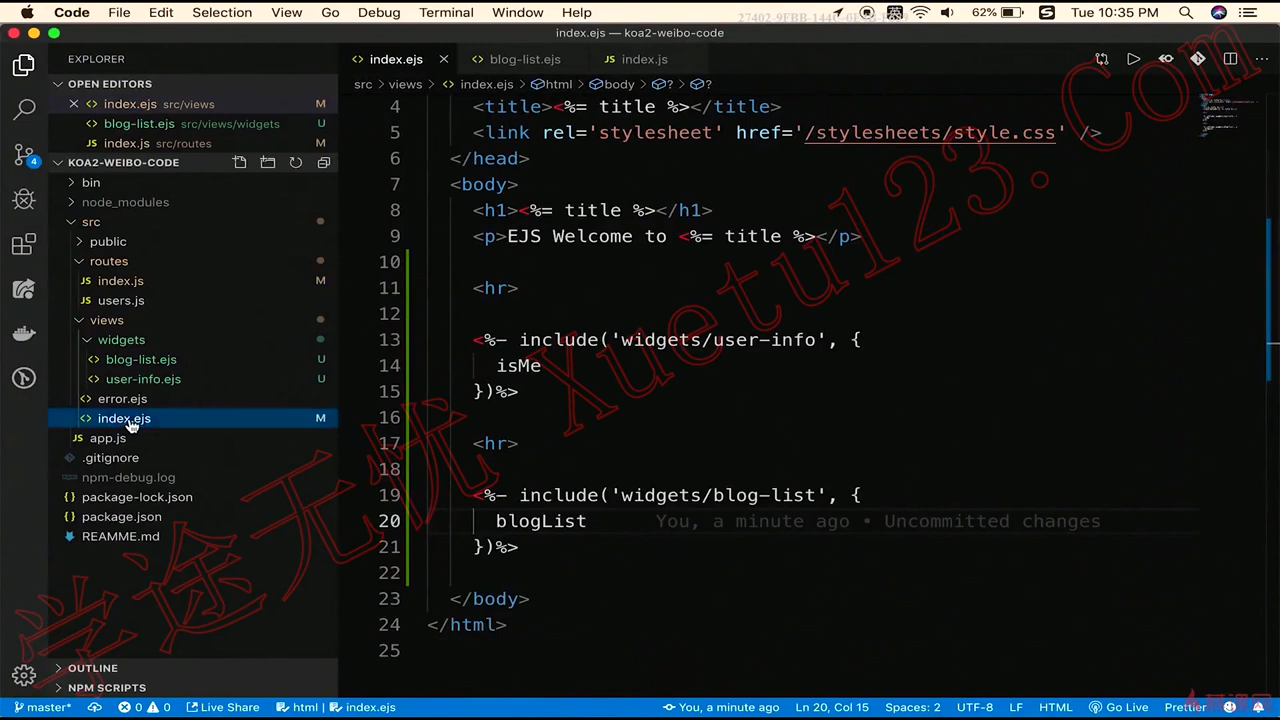 Code File Edit Selection View Go Debug Terminal Window Help 62% Tue 10:35 PM
index.ejs — koa2-weibo-code
EXPLORER
index.ejs blog-list.ejs index.js
OPEN EDITORS
src views index.ejs html body ? ?
index.ejs src/views M
blog-list.ejs src/views/widgets U
index.js src/routes M
KOA2-WEIBO-CODE
4
bin
node_modules
src
public
routes
index.js M
users.js
views
widgets
blog-list.ejs U
user-info.ejs U
error.ejs
index.ejs M
app.js
.gitignore
npm-debug.log
package-lock.json
package.json
REAMME.md
OUTLINE
NPM SCRIPTS
4 <title><%= title %></title>
5 <link rel='stylesheet' href='/stylesheets/style.css' />
6 </head>
7 <body>
8 <h1><%= title %></h1>
9 <p>EJS Welcome to <%= title %></p>
10
11 <hr>
12
13 <%- include('widgets/user-info', {
14 isMe
15 })%>
16
17 <hr>
18
19 <%- include('widgets/blog-list', {
20 blogList You, a minute ago • Uncommitted changes
21 })%>
22
23 </body>
24 </html>
25
master* 0 0 Live Share html index.ejs You, a minute ago Ln 20, Col 15 Spaces: 2 UTF-8 LF HTML Go Live Prettier
学途无忧 Xuetu123.Com